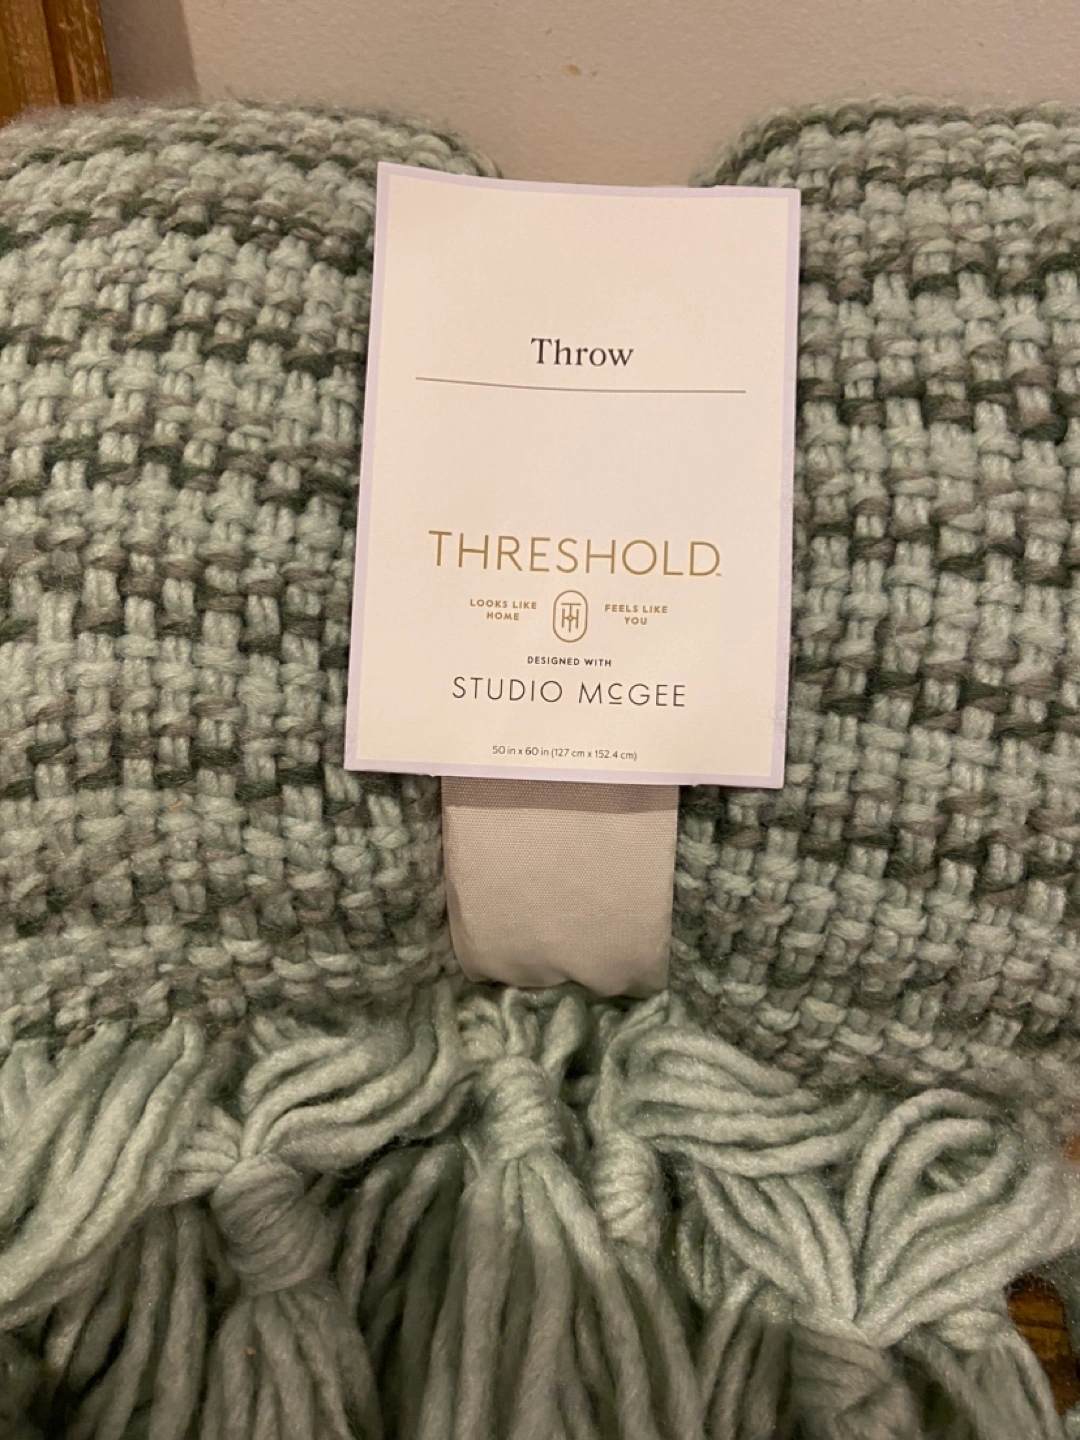 Throw
THRESHOLD™
LOOKS LIKE HOME
FEELS LIKE YOU
DESIGNED WITH
STUDIO McGEE
50 in x 60 in (127 cm x 152.4 cm)